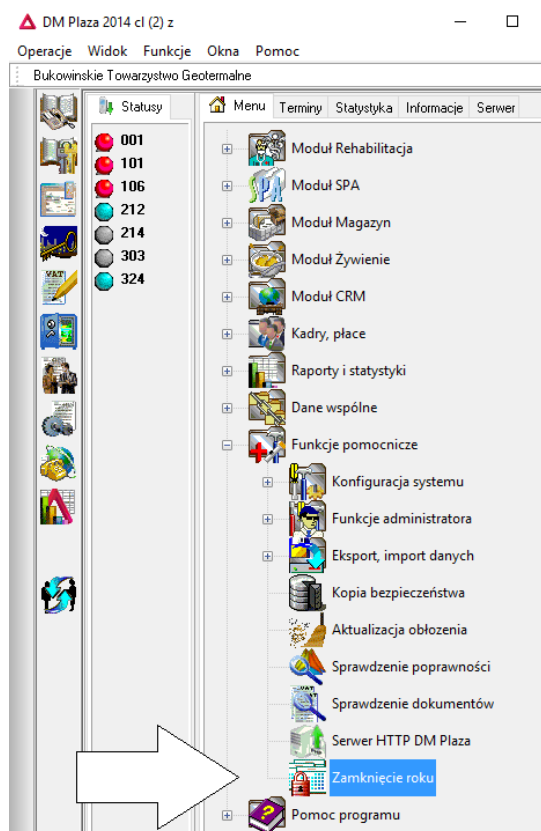 DM Plaza 2014 cl (2) z
Operacje Widok Funkcje Okna Pomoc
Bukowinskie Towarzystwo Geotermalne
Statusy
001
101
106
212
214
303
324
Menu Terminy Statystyka Informacje Serwer
Moduł Rehabilitacja
SPA Moduł SPA
Moduł Magazyn
Moduł Żywienie
Moduł CRM
Kadry, płace
Raporty i statystyki
Dane wspólne
Funkcje pomocnicze
Konfiguracja systemu
Funkcje administratora
Eksport, import danych
Kopia bezpieczeństwa
Aktualizacja obłozenia
Sprawdzenie poprawności
Sprawdzenie dokumentów
Serwer HTTP DM Plaza
Zamknięcie roku
Pomoc programu
VAT